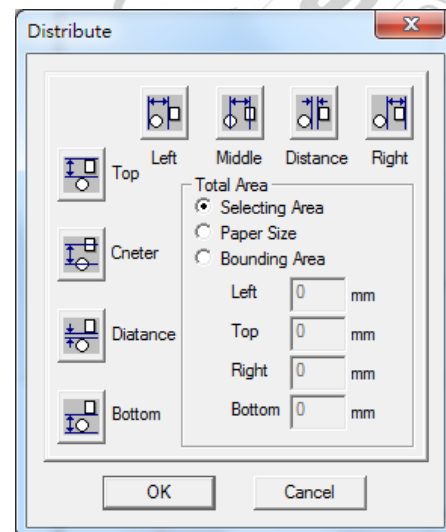 Distribute
Left Middle Distance Right
Top
Total Area
Selecting Area
Paper Size
Cneter
Bounding Area
Left 0 mm
Top 0 mm
Diatance
Right 0 mm
Bottom 0 mm
Bottom
OK Cancel